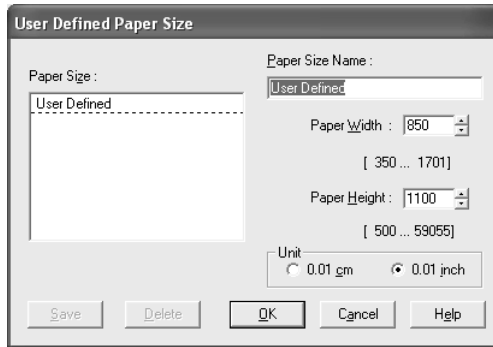 User Defined Paper Size
Paper Size :
User Defined
Paper Size Name :
User Defined
Paper Width : 850
[ 350 ... 1701]
Paper Height : 1100
[ 500 ... 59055]
Unit
0.01 cm 0.01 inch
Save Delete OK Cancel Help